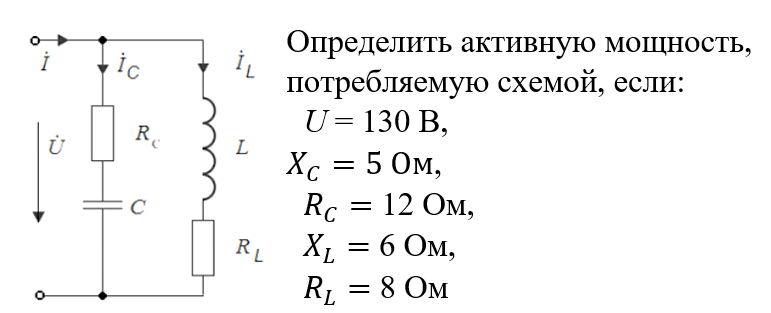 İ
İC
İL
U̇
RC
L
C
RL
Определить активную мощность,
потребляемую схемой, если:
U = 130 В,
XC = 5 Ом,
RC = 12 Ом,
XL = 6 Ом,
RL = 8 Ом